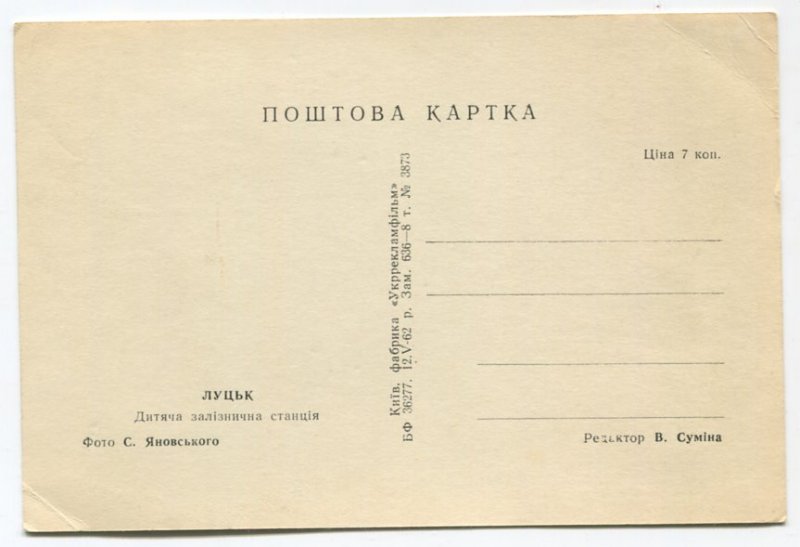 ПОШТОВА КАРТКА
Ціна 7 коп.
Київ. фабрика «Укррекламфільм»
БФ 36277. 12.V-62 р. Зам. 636—8 т. № 3873
ЛУЦЬК
Дитяча залізнична станція
Фото С. Яновського
Редактор В. Суміна